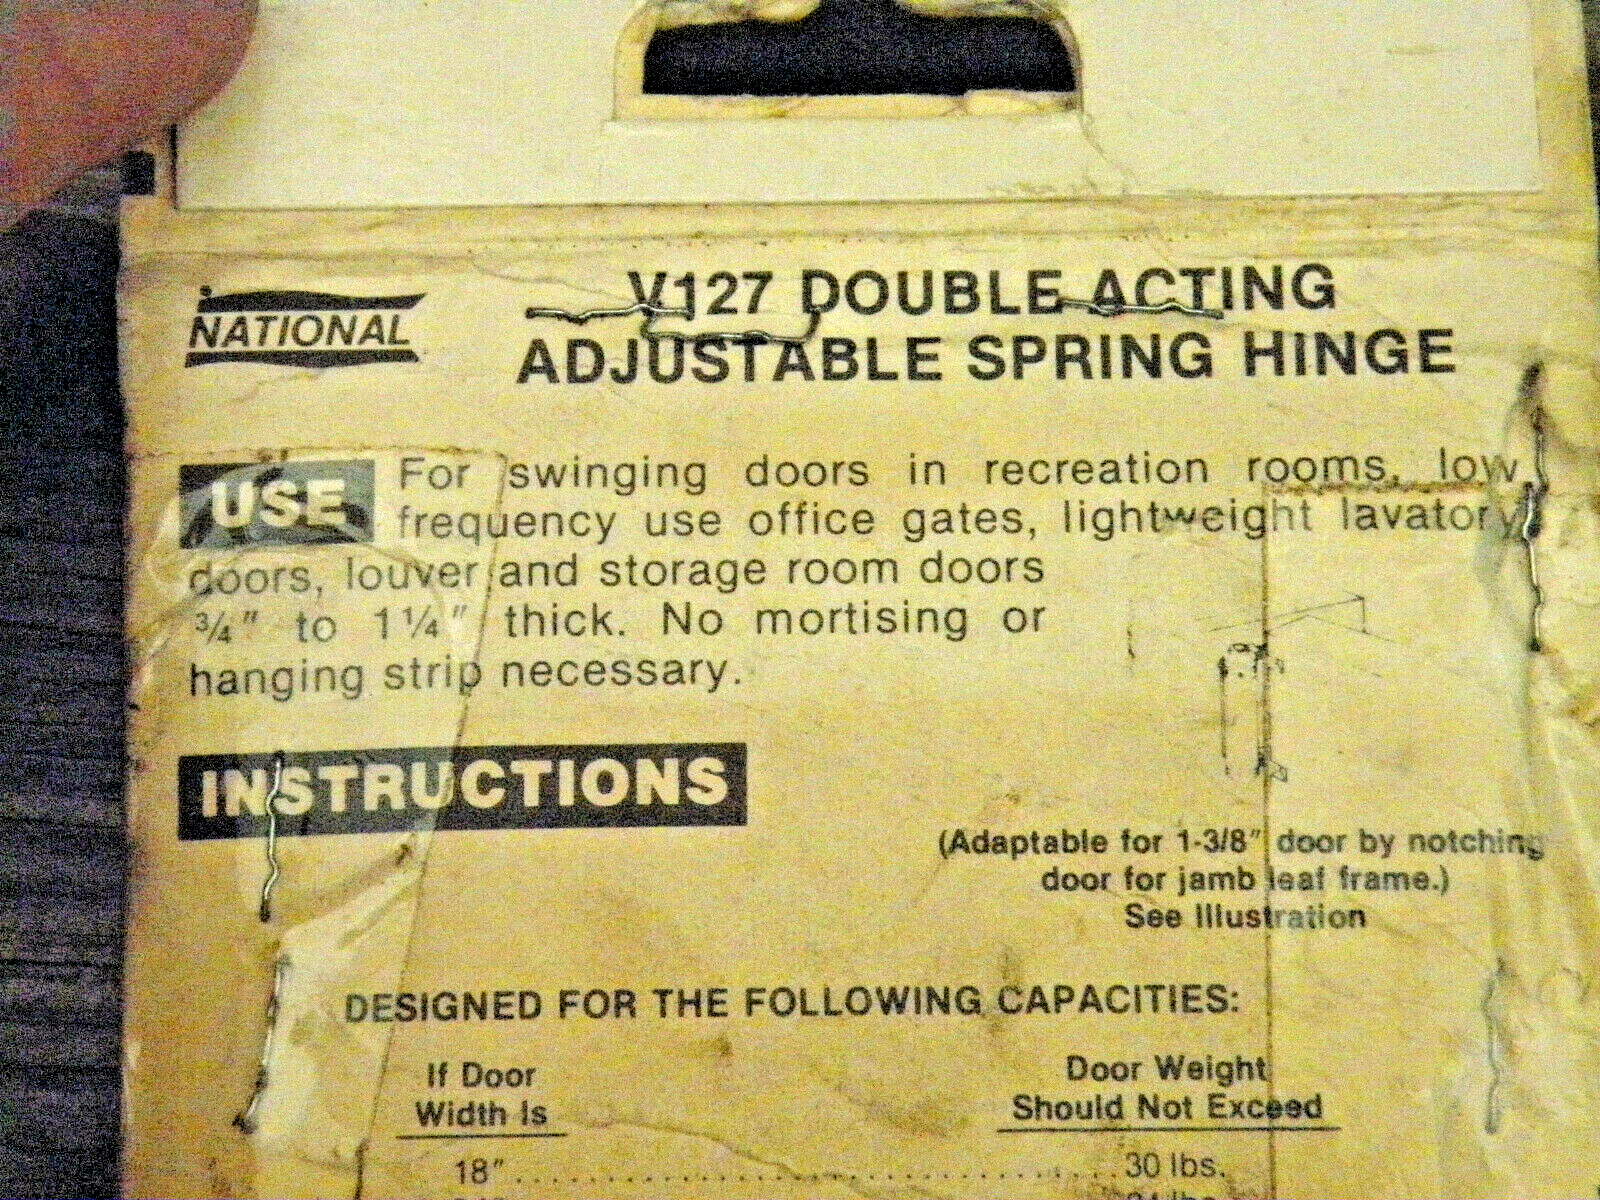 NATIONAL
V127 DOUBLE ACTING
ADJUSTABLE SPRING HINGE
USE For swinging doors in recreation rooms, low
frequency use office gates, lightweight lavatory
doors, louver and storage room doors
¾" to 1¼" thick. No mortising or
hanging strip necessary.
INSTRUCTIONS
(Adaptable for 1-3/8" door by notching
door for jamb leaf frame.)
See Illustration
DESIGNED FOR THE FOLLOWING CAPACITIES:
If Door
Width Is
Door Weight
Should Not Exceed
18" . . . . . . . . . . . . . . . . . . . . . . . . . . . . . . . . 30 lbs.